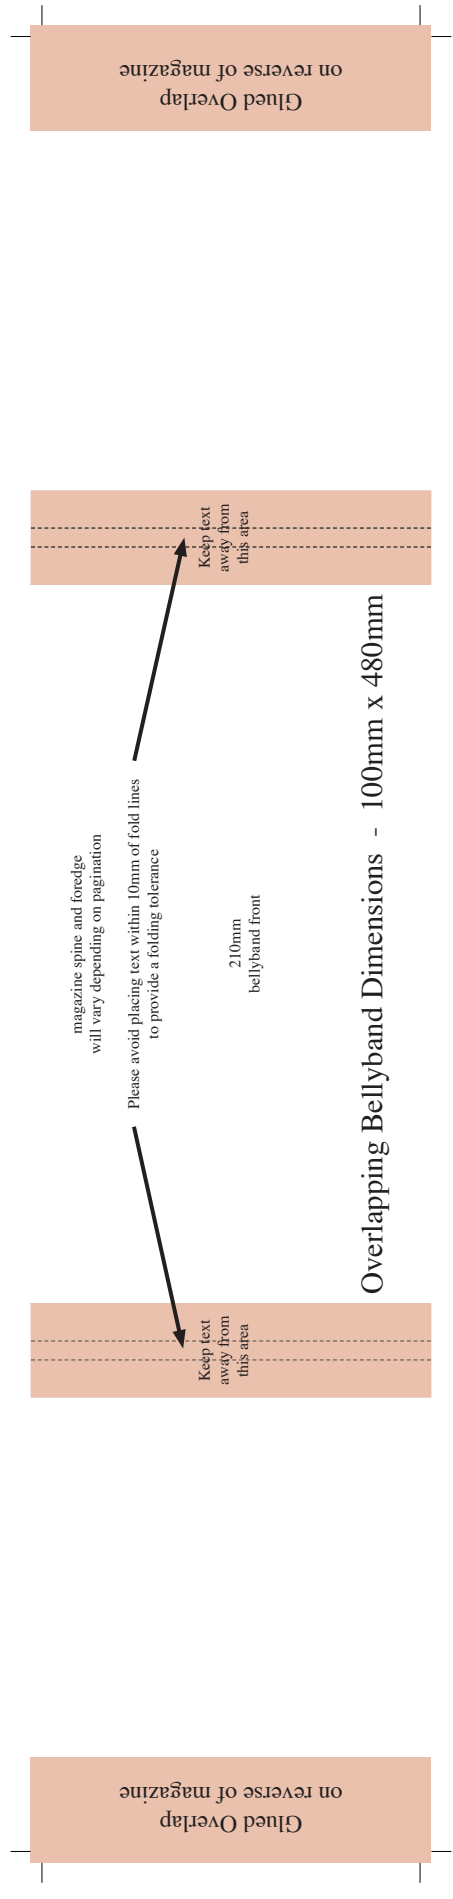 Glued Overlap
on reverse of magazine
Keep text
away from
this area
magazine spine and foredge
will vary depending on pagination
Please avoid placing text within 10mm of fold lines
to provide a folding tolerance
210mm
bellyband front
Overlapping Bellyband Dimensions - 100mm x 480mm
Keep text
away from
this area
Glued Overlap
on reverse of magazine